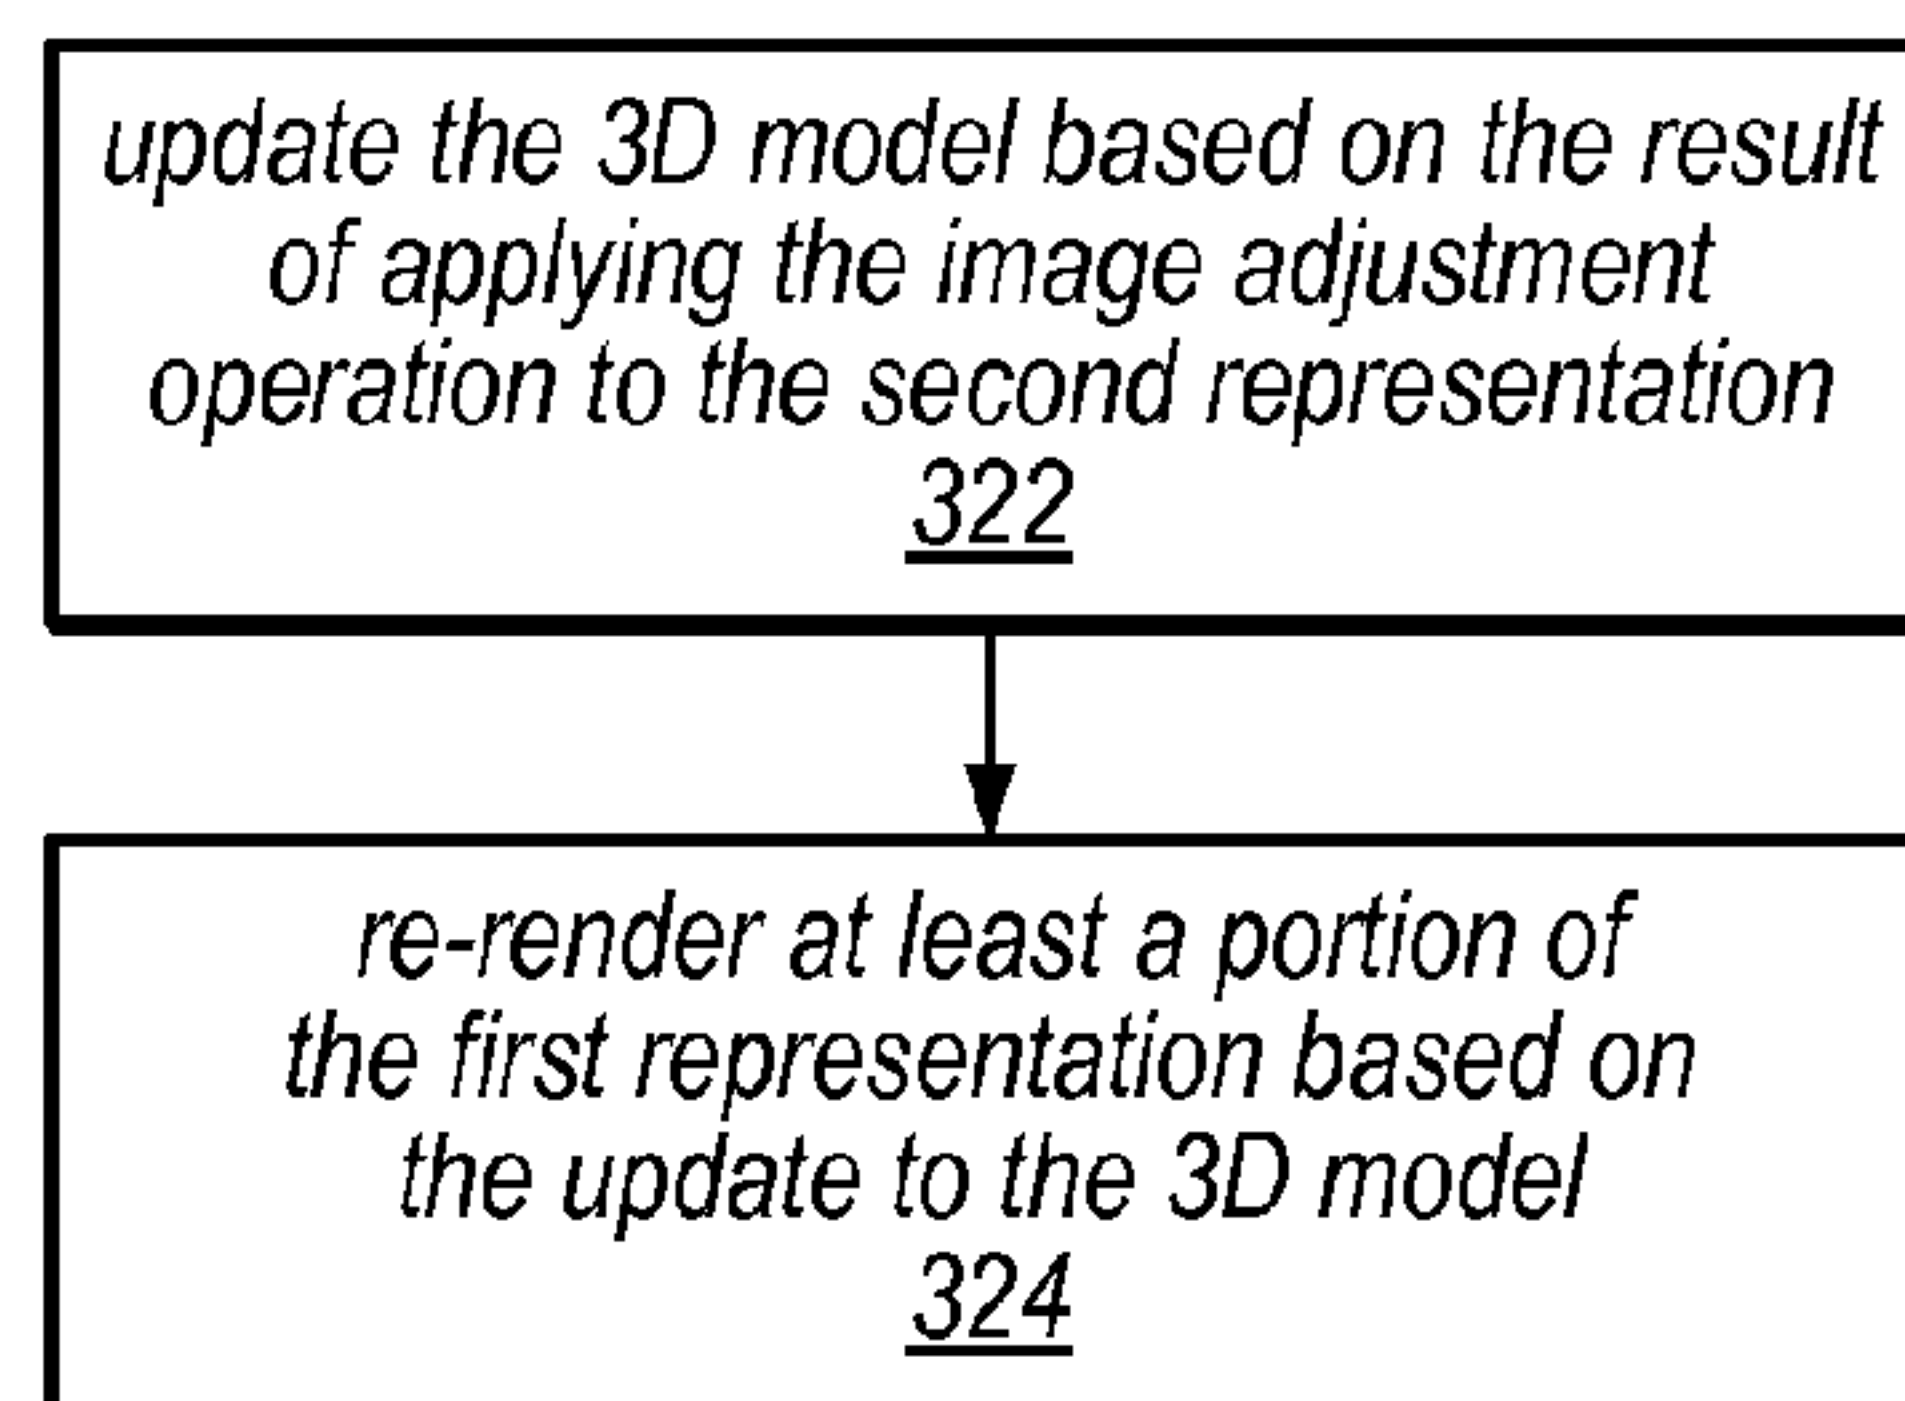 update the 3D model based on the result
of applying the image adjustment
operation to the second representation
322
re-render at least a portion of
the first representation based on
the update to the 3D model
324